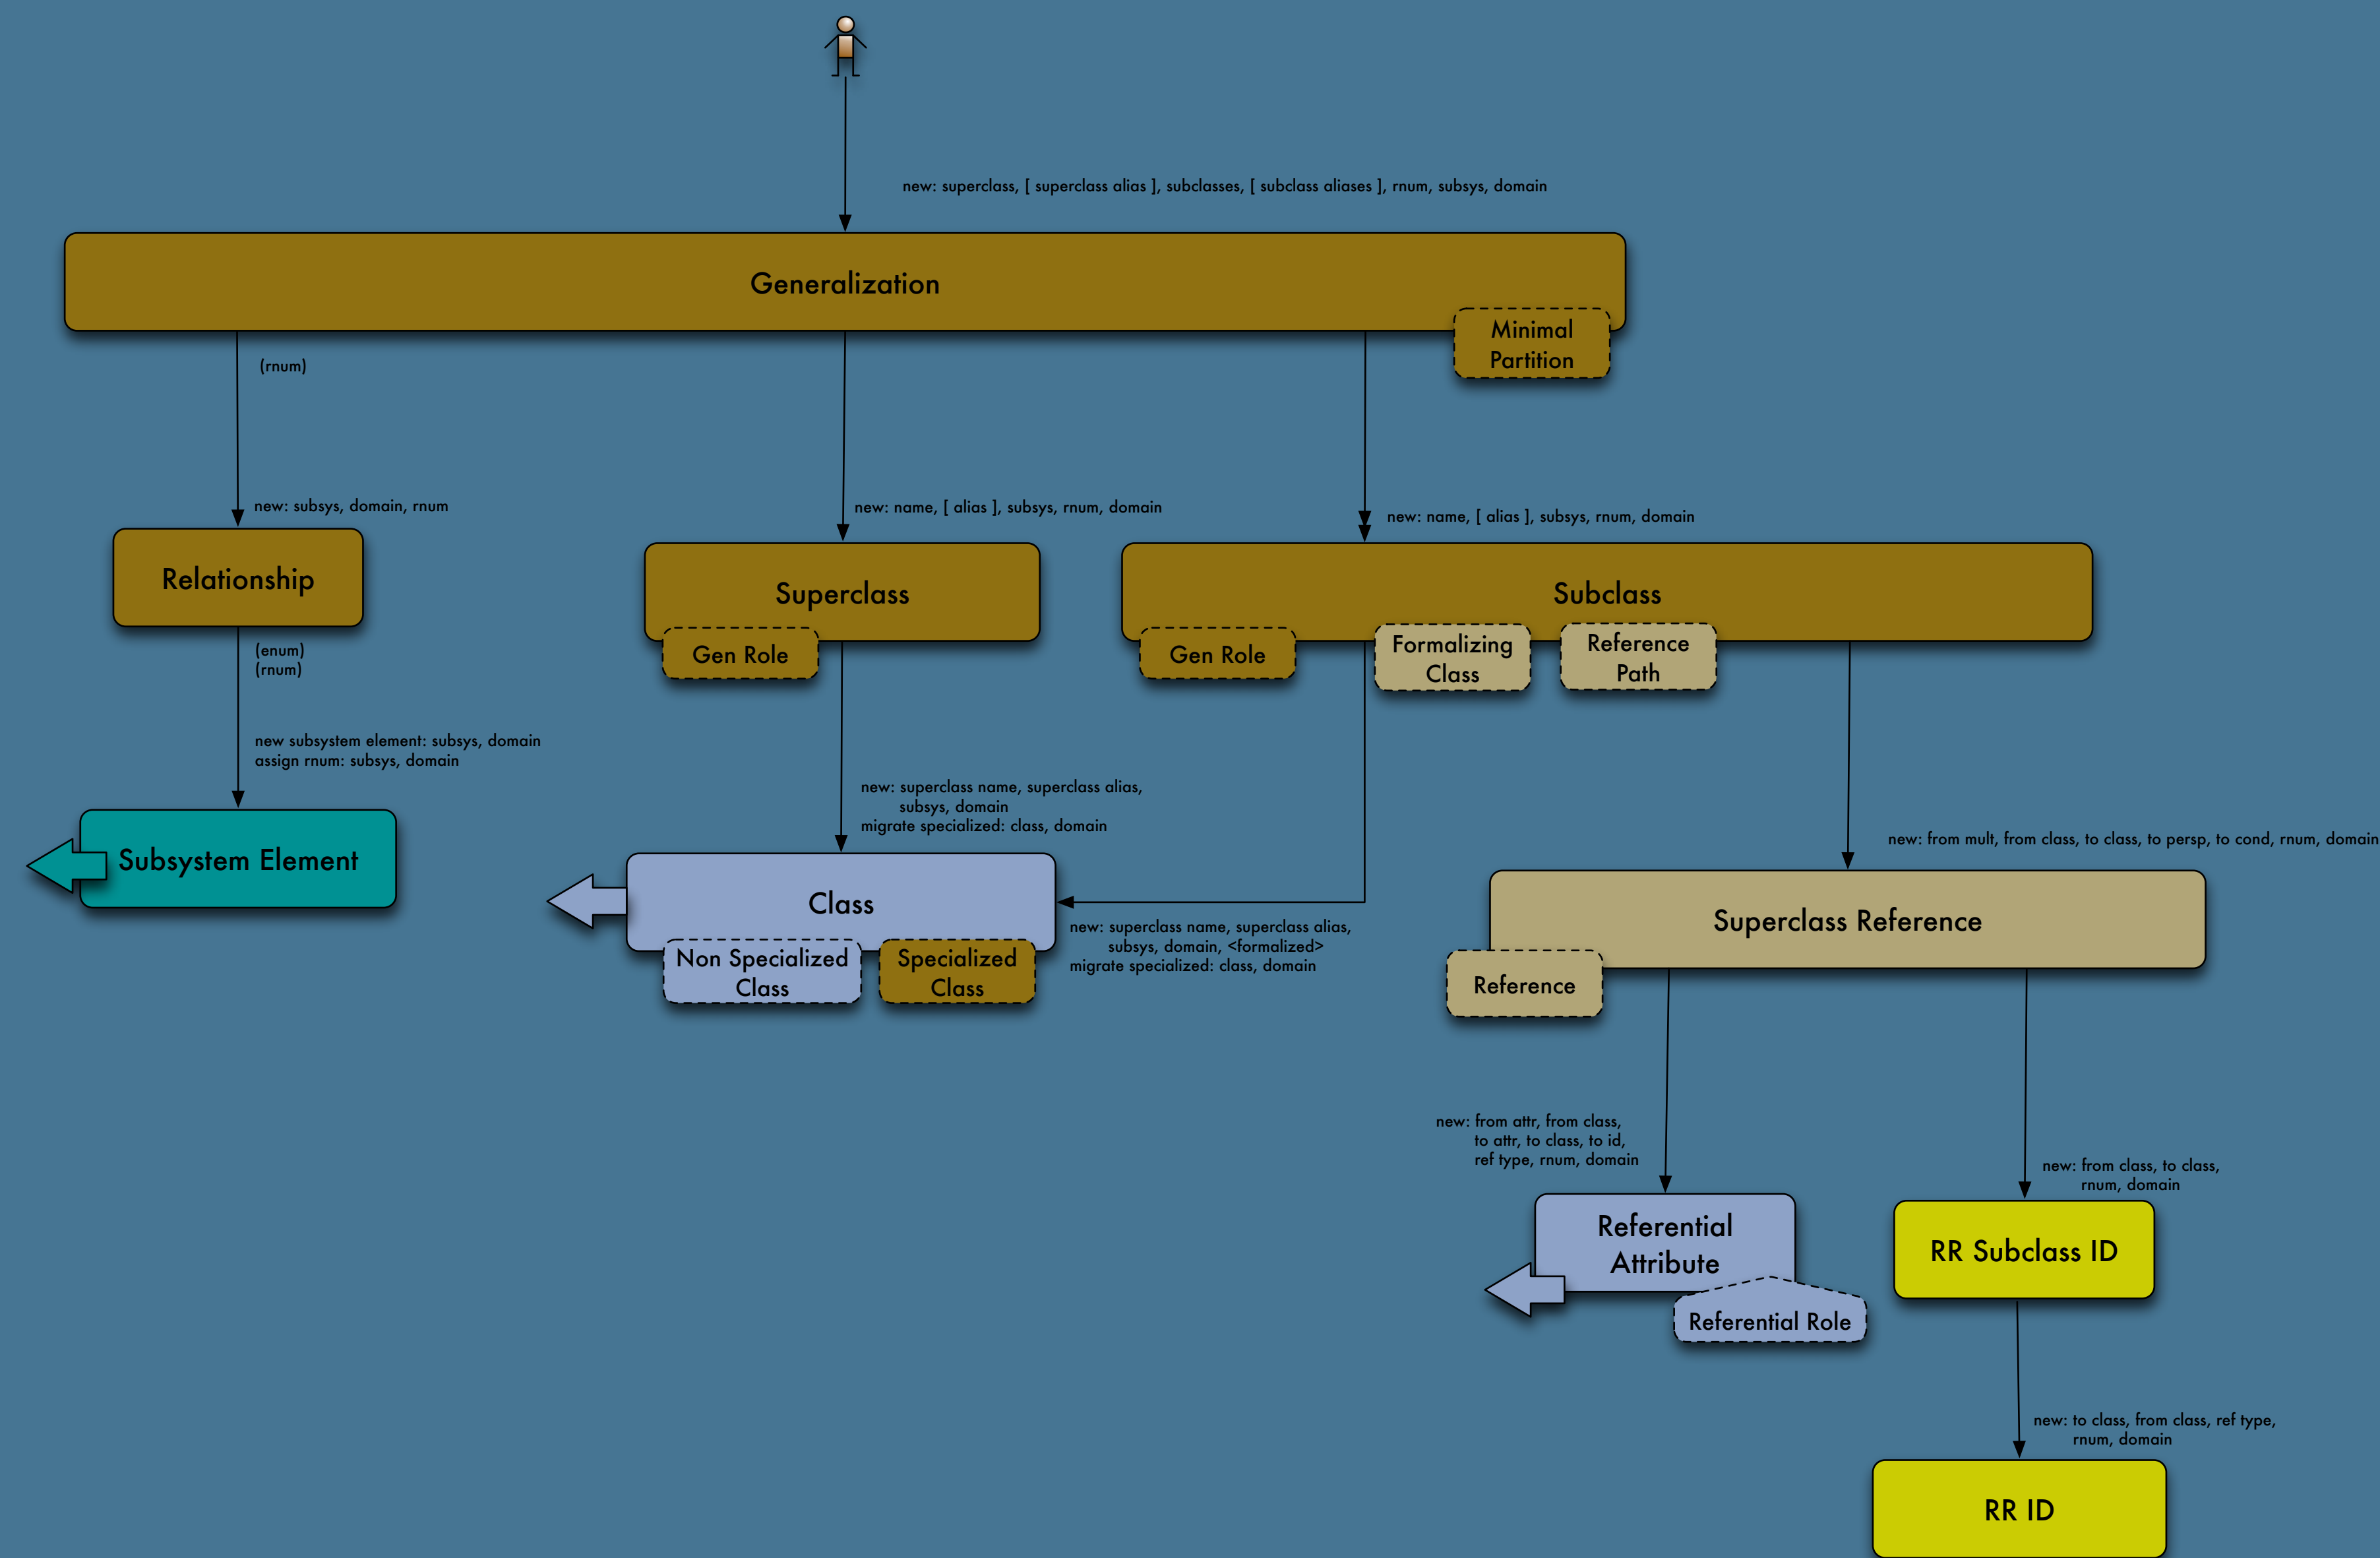 new: superclass, [ superclass alias ], subclasses, [ subclass aliases ], rnum, subsys, domain
Generalization
Minimal
Partition
(rnum)
new: subsys, domain, rnum
new: name, [ alias ], subsys, rnum, domain
new: name, [ alias ], subsys, rnum, domain
Relationship
Superclass
Subclass
Gen Role
Gen Role
Formalizing
Class
Reference
Path
(enum)
(rnum)
new subsystem element: subsys, domain
assign rnum: subsys, domain
new: superclass name, superclass alias,
subsys, domain
migrate specialized: class, domain
new: from mult, from class, to class, to persp, to cond, rnum, domain
Subsystem Element
Class
Non Specialized
Class
Specialized
Class
new: superclass name, superclass alias,
subsys, domain, <formalized>
migrate specialized: class, domain
Superclass Reference
Reference
new: from attr, from class,
to attr, to class, to id,
ref type, rnum, domain
new: from class, to class,
rnum, domain
Referential
Attribute
Referential Role
RR Subclass ID
new: to class, from class, ref type,
rnum, domain
RR ID